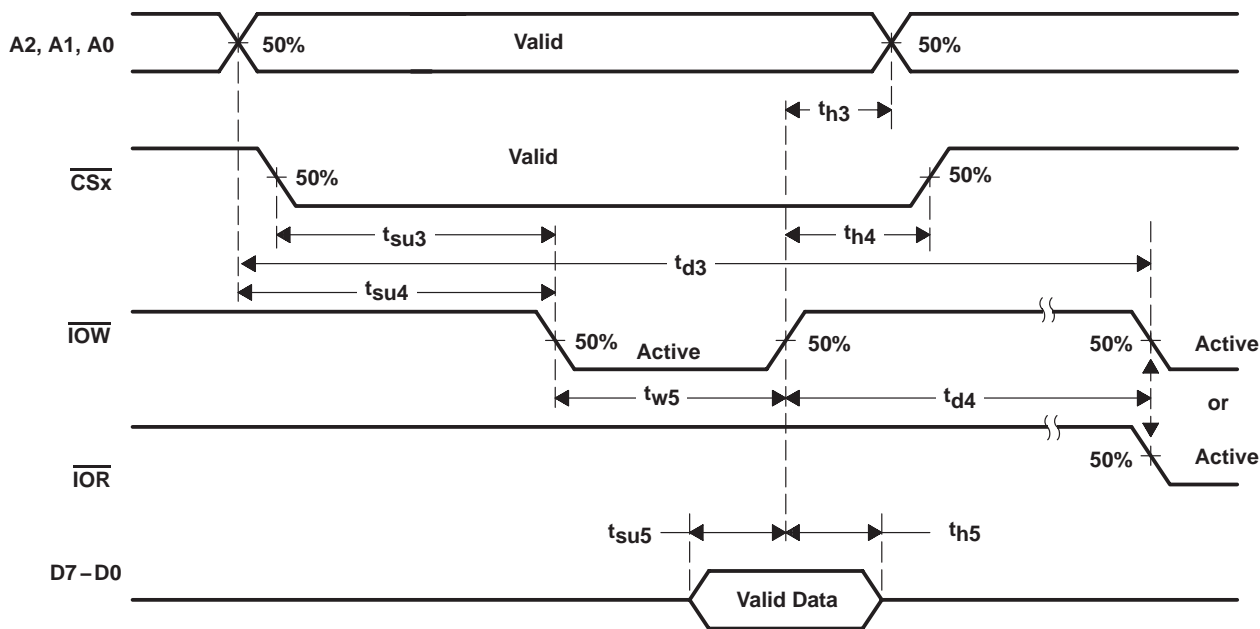 A2, A1, A0 50% Valid 50%
th3
CSx 50% Valid 50%
tsu3 th4
td3
tsu4
IOW 50% Active 50% 50% Active
tw5 td4 or
IOR 50% Active
tsu5 th5
D7–D0 Valid Data